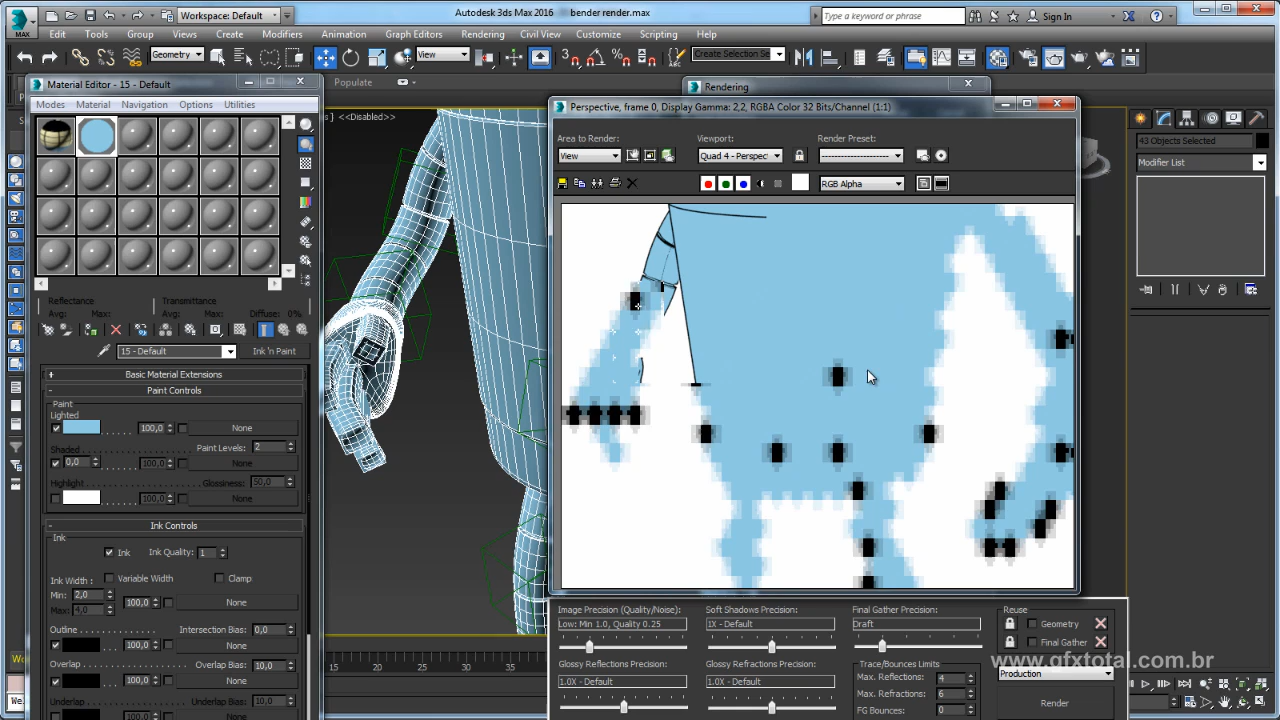 Workspace: Default
Autodesk 3ds Max 2016
bender render.max
Type a keyword or phrase
Sign In
MAX
Edit
Tools
Group
Views
Create
Modifiers
Animation
Graph Editors
Rendering
Civil View
Customize
Scripting
Help
Geometry
View
Create Selection Se
Material Editor - 15 - Default
Populate
Rendering
Modes
Material
Navigation
Options
Utilities
<<Disabled>>
Perspective, frame 0, Display Gamma: 2,2, RGBA Color 32 Bits/Channel (1:1)
Area to Render:
Viewport:
Render Preset:
View
Quad 4 - Perspec
RGB Alpha
43 Objects Selected
Modifier List
Reflectance:
Transmittance:
Avg:
Max:
Avg:
Max:
Diffuse: 0%
15 - Default
Ink 'n Paint
Basic Material Extensions
Paint Controls
Paint
Lighted
100,0
None
Shaded
Paint Levels: 2
0,0
100,0
None
Highlight
Glossiness: 50,0
100,0
None
Ink Controls
Ink
Ink
Ink Quality: 1
Ink Width :
Variable Width
Clamp
Min: 2,0
Max: 4,0
100,0
None
Outline
Intersection Bias: 0,0
100,0
None
Overlap
Overlap Bias: 10,0
100,0
None
Underlap
Underlap Bias: 10,0
None
15
20
25
30
35
Image Precision (Quality/Noise):
Low: Min 1.0, Quality 0.25
Soft Shadows Precision:
1X - Default
Final Gather Precision:
Draft
Reuse
Geometry
Final Gather
Glossy Reflections Precision:
1.0X - Default
Glossy Refractions Precision:
1.0X - Default
Trace/Bounces Limits
Max. Reflections: 4
Max. Refractions: 6
FG Bounces: 0
Production
Render
www.gfxtotal.com.br